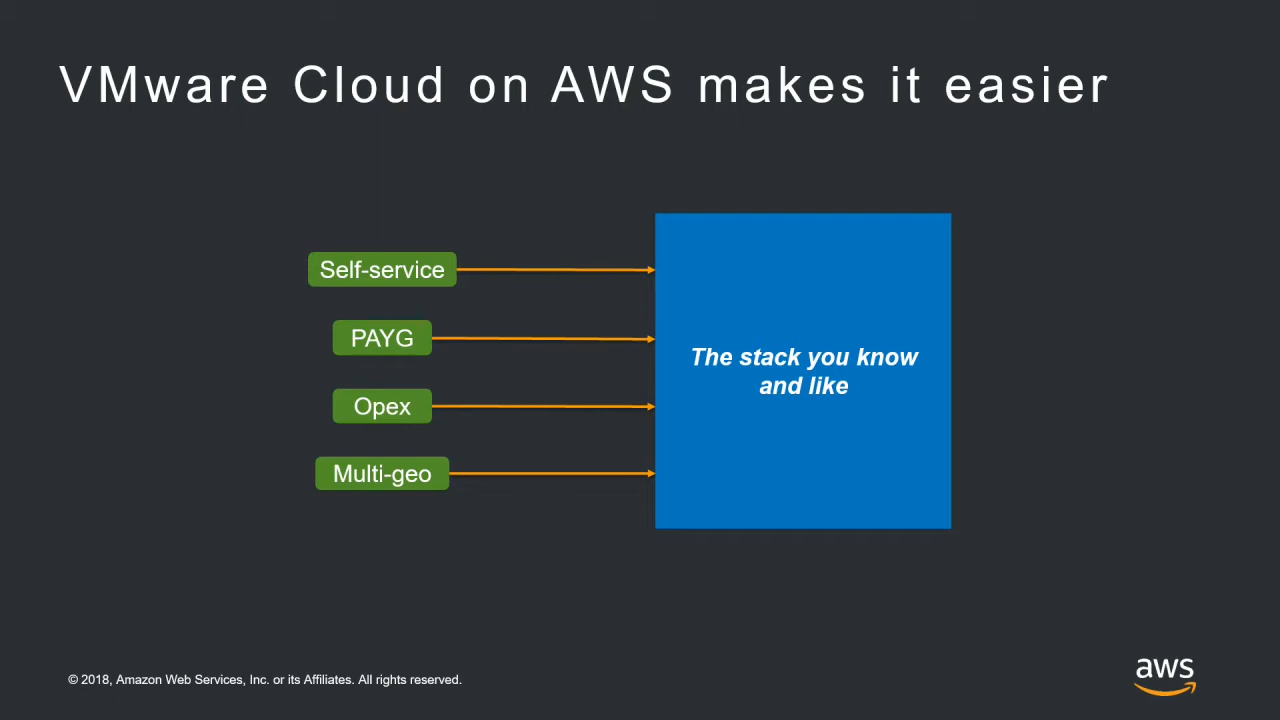 VMware Cloud on AWS makes it easier
Self-service
PAYG
Opex
Multi-geo
The stack you know
and like
© 2018, Amazon Web Services, Inc. or its Affiliates. All rights reserved.
aws